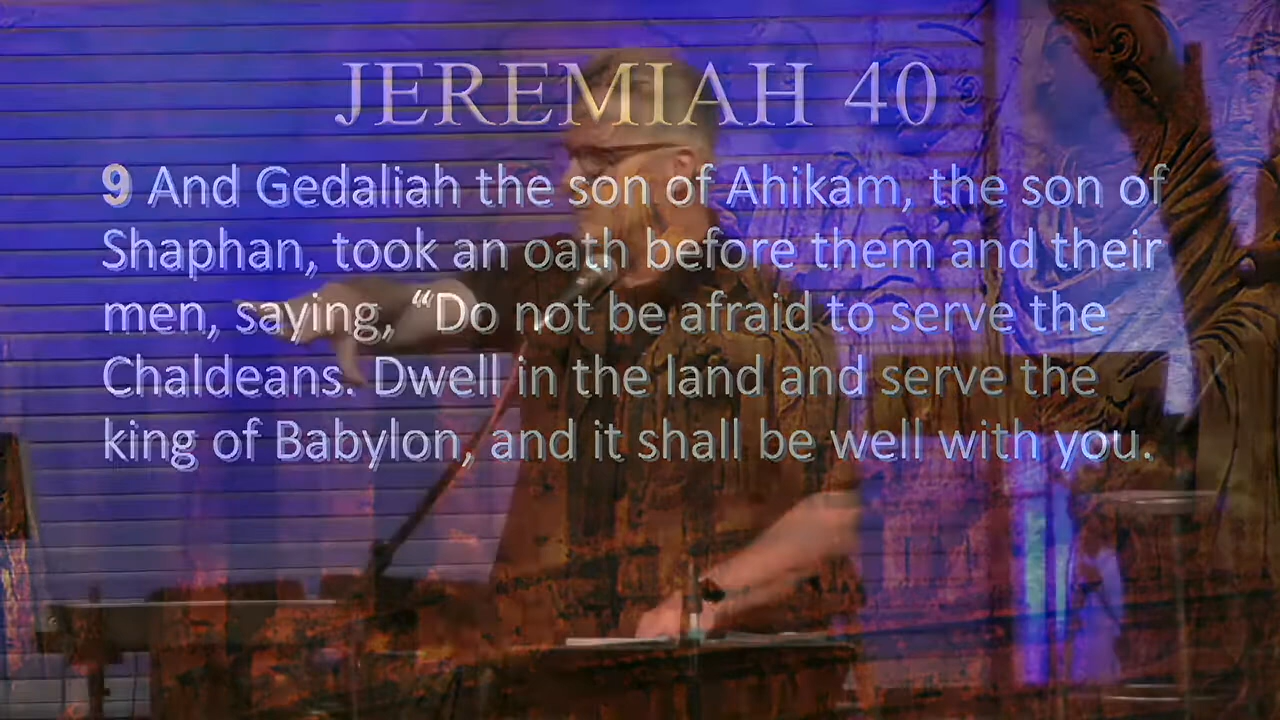 JEREMIAH 40
9 And Gedaliah the son of Ahikam, the son of
Shaphan, took an oath before them and their
men, saying, “Do not be afraid to serve the
Chaldeans. Dwell in the land and serve the
king of Babylon, and it shall be well with you.